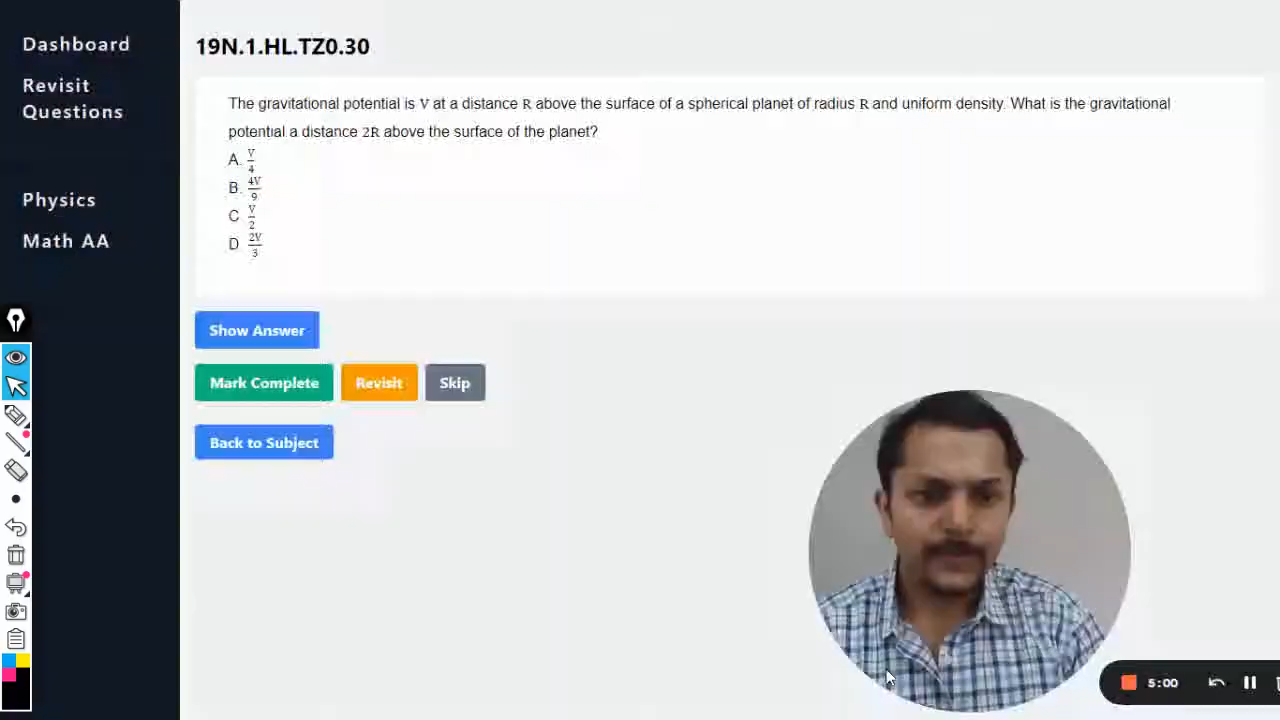 Dashboard
Revisit
Questions
Physics
Math AA
19N.1.HL.TZ0.30
The gravitational potential is V at a distance R above the surface of a spherical planet of radius R and uniform density. What is the gravitational
potential a distance 2R above the surface of the planet?
A. V/4
B. 4V/9
C V/2
D 2V/3
Show Answer
Mark Complete
Revisit
Skip
Back to Subject
5:00